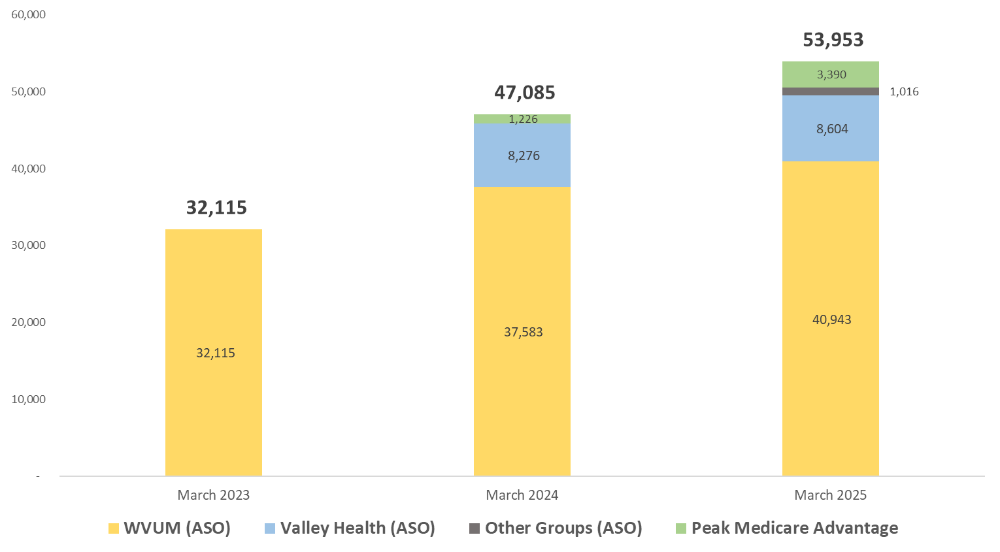 60,000
53,953
3,390
50,000
1,016
47,085
1,226
8,604
8,276
40,000
32,115
30,000
20,000
40,943
37,583
32,115
10,000
-
March 2023
March 2024
March 2025
WVUM (ASO)
Valley Health (ASO)
Other Groups (ASO)
Peak Medicare Advantage